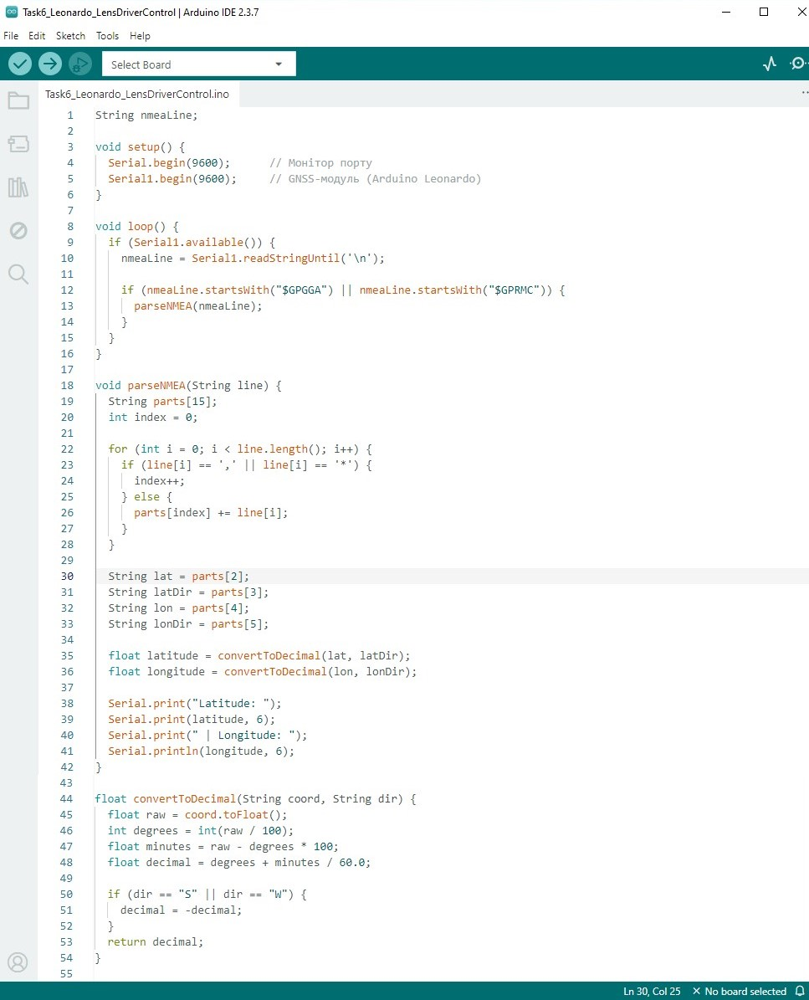 Task6_Leonardo_LensDriverControl | Arduino IDE 2.3.7
File Edit Sketch Tools Help
Select Board
Task6_Leonardo_LensDriverControl.ino
1 String nmeaLine;
2
3 void setup() {
4 Serial.begin(9600); // Монітор порту
5 Serial1.begin(9600); // GNSS-модуль (Arduino Leonardo)
6 }
7
8 void loop() {
9 if (Serial1.available()) {
10 nmeaLine = Serial1.readStringUntil('\n');
11
12 if (nmeaLine.startsWith("$GPGGA") || nmeaLine.startsWith("$GPRMC")) {
13 parseNMEA(nmeaLine);
14 }
15 }
16 }
17
18 void parseNMEA(String line) {
19 String parts[15];
20 int index = 0;
21
22 for (int i = 0; i < line.length(); i++) {
23 if (line[i] == ',' || line[i] == '*') {
24 index++;
25 } else {
26 parts[index] += line[i];
27 }
28 }
29
30 String lat = parts[2];
31 String latDir = parts[3];
32 String lon = parts[4];
33 String lonDir = parts[5];
34
35 float latitude = convertToDecimal(lat, latDir);
36 float longitude = convertToDecimal(lon, lonDir);
37
38 Serial.print("Latitude: ");
39 Serial.print(latitude, 6);
40 Serial.print(" | Longitude: ");
41 Serial.println(longitude, 6);
42 }
43
44 float convertToDecimal(String coord, String dir) {
45 float raw = coord.toFloat();
46 int degrees = int(raw / 100);
47 float minutes = raw - degrees * 100;
48 float decimal = degrees + minutes / 60.0;
49
50 if (dir == "S" || dir == "W") {
51 decimal = -decimal;
52 }
53 return decimal;
54 }
55
Ln 30, Col 25 × No board selected